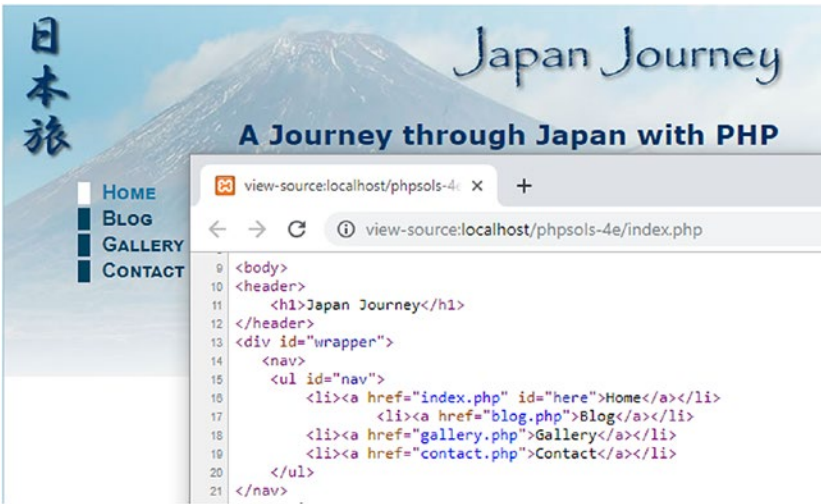 日本旅
Japan Journey
A Journey through Japan with PHP
HOME
BLOG
GALLERY
CONTACT
view-source:localhost/phpsols-4e
view-source:localhost/phpsols-4e/index.php
9 <body>
10 <header>
11     <h1>Japan Journey</h1>
12 </header>
13 <div id="wrapper">
14    <nav>
15     <ul id="nav">
16         <li><a href="index.php" id="here">Home</a></li>
17                 <li><a href="blog.php">Blog</a></li>
18         <li><a href="gallery.php">Gallery</a></li>
19         <li><a href="contact.php">Contact</a></li>
20     </ul>
21 </nav>